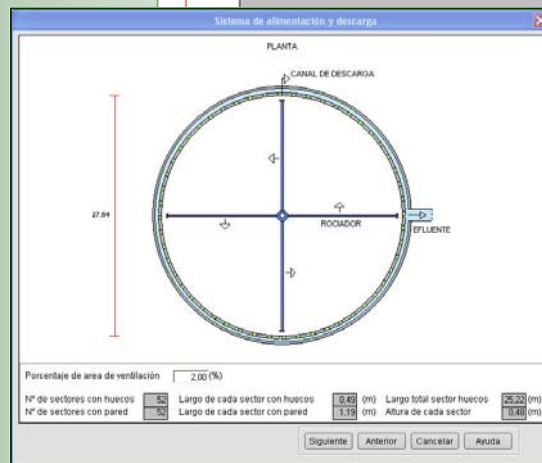 Sistema de alimentación y descarga
PLANTA
CANAL DE DESCARGA
27,64
ROCIADOR
EFLUENTE
Porcentaje de area de ventilación 2,00 (%)
Nº de sectores con huecos 52 Largo de cada sector con huecos 0,49 (m) Largo total sector huecos 25,22 (m)
Nº de sectores con pared 52 Largo de cada sector con pared 1,19 (m) Altura de cada sector 0,48 (m)
Siguiente Anterior Cancelar Ayuda